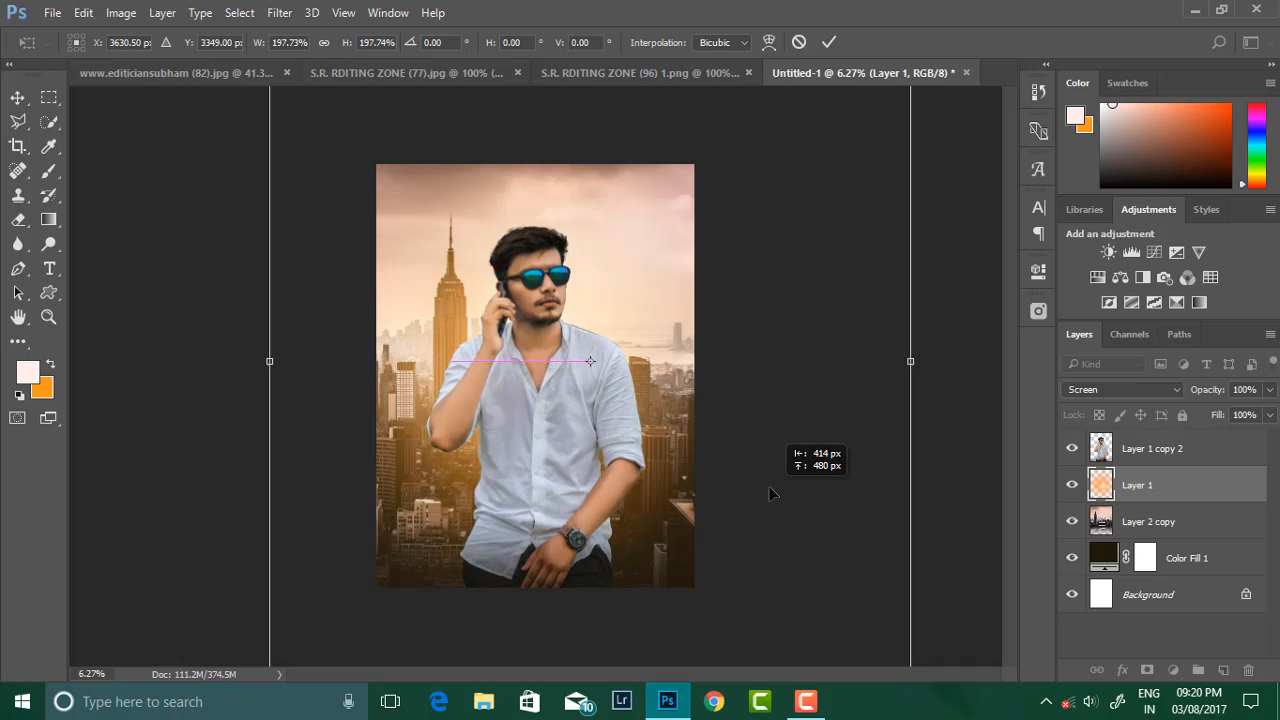 Ps File Edit Image Layer Type Select Filter 3D View Window Help
X: 3630.50 px Y: 3349.00 px W: 197.73% H: 197.74% 0.00 ° H: 0.00 ° V: 0.00 ° Interpolation: Bicubic
www.editiciansubham (82).jpg @ 41.3... × S.R. RDITING ZONE (77).jpg @ 100% (... × S.R. RDITING ZONE (96) 1.png @ 100%... × Untitled-1 @ 6.27% (Layer 1, RGB/8) * ×
Color Swatches
Libraries Adjustments Styles
Add an adjustment
Layers Channels Paths
Kind
Screen Opacity: 100%
Lock: Fill: 100%
Layer 1 copy 2
414 px
480 px
Layer 1
Layer 2 copy
Color Fill 1
Background
6.27% Doc: 111.2M/374.5M
Type here to search
10
Lr
Ps
ENG
IN
09:20 PM
03/08/2017